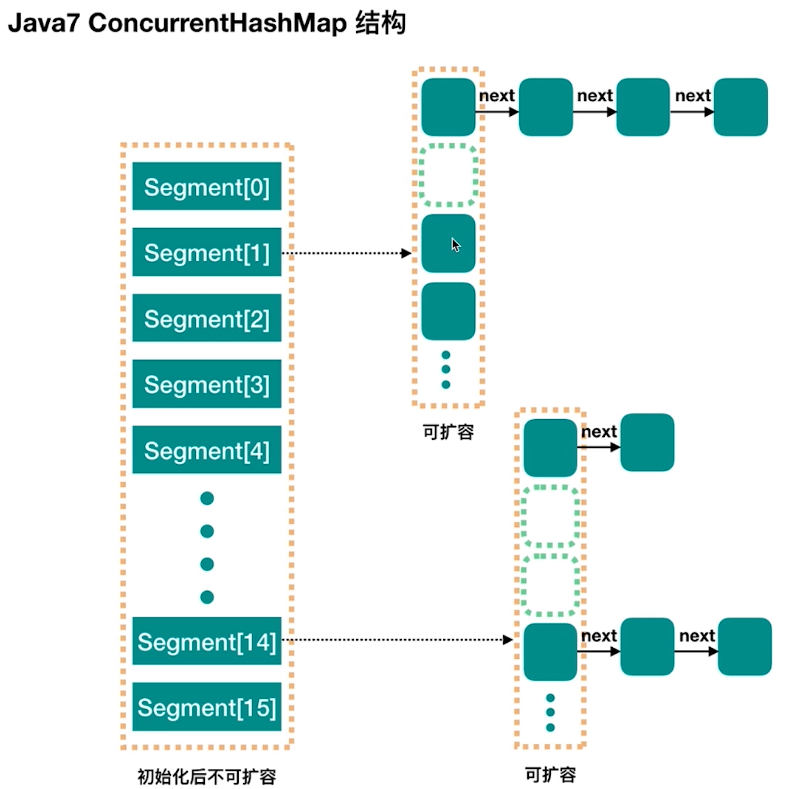 Java7 ConcurrentHashMap 结构
next next next
Segment[0]
Segment[1]
Segment[2]
Segment[3]
Segment[4]
可扩容
next
Segment[14]
next next
Segment[15]
初始化后不可扩容
可扩容